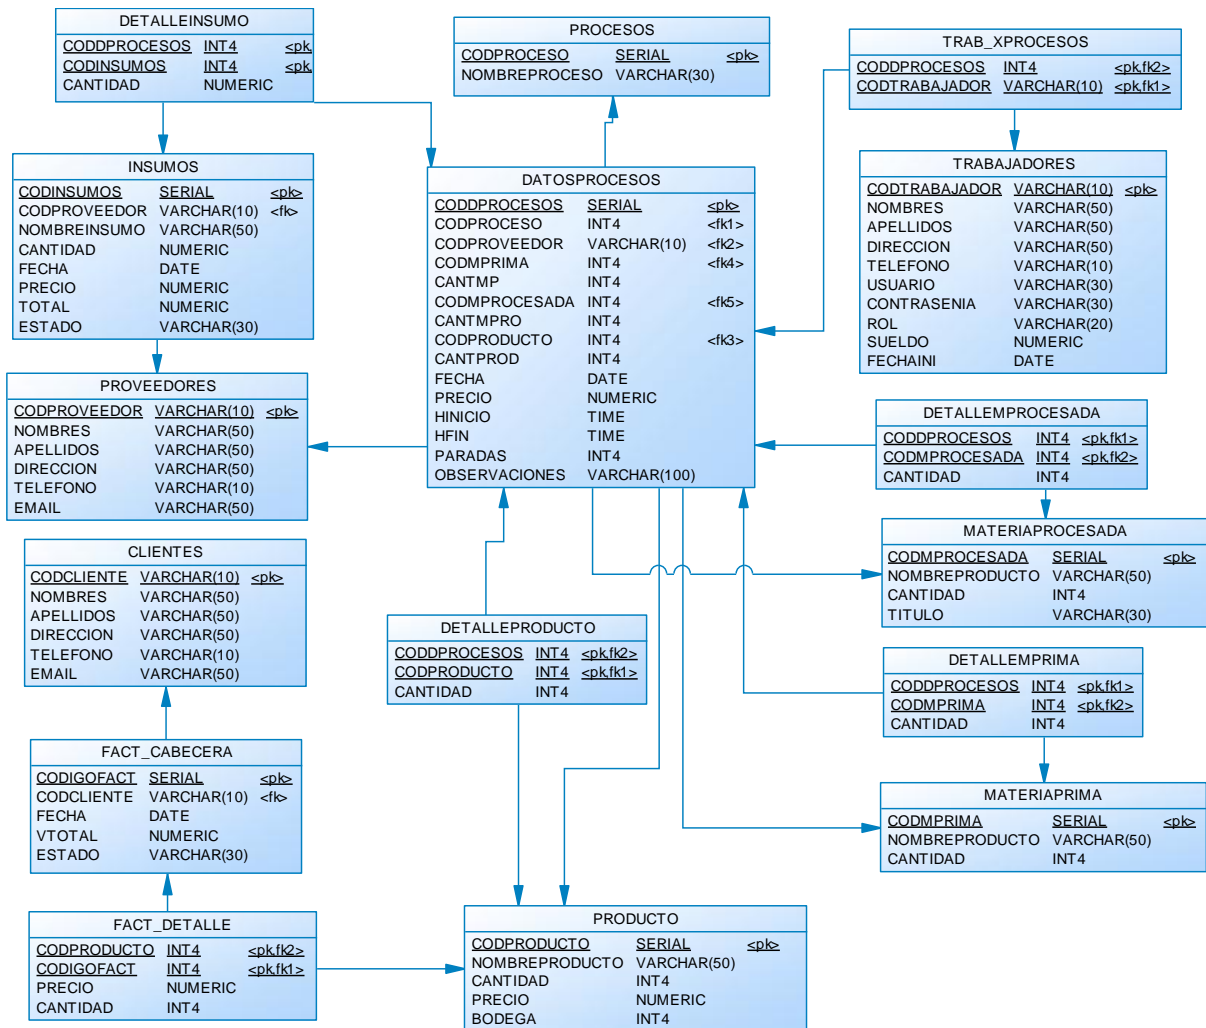 DETALLEINSUMO
CODDPROCESOS INT4 <pk,
CODINSUMOS INT4 <pk,
CANTIDAD NUMERIC
PROCESOS
CODPROCESO SERIAL <pk>
NOMBREPROCESO VARCHAR(30)
TRAB_XPROCESOS
CODDPROCESOS INT4 <pk,fk2>
CODTRABAJADOR VARCHAR(10) <pk,fk1>
INSUMOS
CODINSUMOS SERIAL <pk>
CODPROVEEDOR VARCHAR(10) <fk>
NOMBREINSUMO VARCHAR(50)
CANTIDAD NUMERIC
FECHA DATE
PRECIO NUMERIC
TOTAL NUMERIC
ESTADO VARCHAR(30)
DATOSPROCESOS
CODDPROCESOS SERIAL <pk>
CODPROCESO INT4 <fk1>
CODPROVEEDOR VARCHAR(10) <fk2>
CODMPRIMA INT4 <fk4>
CANTMP INT4
CODMPROCESADA INT4 <fk5>
CANTMPRO INT4
CODPRODUCTO INT4 <fk3>
CANTPROD INT4
FECHA DATE
PRECIO NUMERIC
HINICIO TIME
HFIN TIME
PARADAS INT4
OBSERVACIONES VARCHAR(100)
TRABAJADORES
CODTRABAJADOR VARCHAR(10) <pk>
NOMBRES VARCHAR(50)
APELLIDOS VARCHAR(50)
DIRECCION VARCHAR(50)
TELEFONO VARCHAR(10)
USUARIO VARCHAR(30)
CONTRASENIA VARCHAR(30)
ROL VARCHAR(20)
SUELDO NUMERIC
FECHAINI DATE
PROVEEDORES
CODPROVEEDOR VARCHAR(10) <pk>
NOMBRES VARCHAR(50)
APELLIDOS VARCHAR(50)
DIRECCION VARCHAR(50)
TELEFONO VARCHAR(10)
EMAIL VARCHAR(50)
DETALLEMPROCESADA
CODDPROCESOS INT4 <pk,fk1>
CODMPROCESADA INT4 <pk,fk2>
CANTIDAD INT4
MATERIAPROCESADA
CODMPROCESADA SERIAL <pk>
NOMBREPRODUCTO VARCHAR(50)
CANTIDAD INT4
TITULO VARCHAR(30)
CLIENTES
CODCLIENTE VARCHAR(10) <pk>
NOMBRES VARCHAR(50)
APELLIDOS VARCHAR(50)
DIRECCION VARCHAR(50)
TELEFONO VARCHAR(10)
EMAIL VARCHAR(50)
DETALLEPRODUCTO
CODDPROCESOS INT4 <pk,fk2>
CODPRODUCTO INT4 <pk,fk1>
CANTIDAD INT4
DETALLEMPRIMA
CODDPROCESOS INT4 <pk,fk1>
CODMPRIMA INT4 <pk,fk2>
CANTIDAD INT4
FACT_CABECERA
CODIGOFACT SERIAL <pk>
CODCLIENTE VARCHAR(10) <fk>
FECHA DATE
VTOTAL NUMERIC
ESTADO VARCHAR(30)
MATERIAPRIMA
CODMPRIMA SERIAL <pk>
NOMBREPRODUCTO VARCHAR(50)
CANTIDAD INT4
FACT_DETALLE
CODPRODUCTO INT4 <pk,fk2>
CODIGOFACT INT4 <pk,fk1>
PRECIO NUMERIC
CANTIDAD INT4
PRODUCTO
CODPRODUCTO SERIAL <pk>
NOMBREPRODUCTO VARCHAR(50)
CANTIDAD INT4
PRECIO NUMERIC
BODEGA INT4